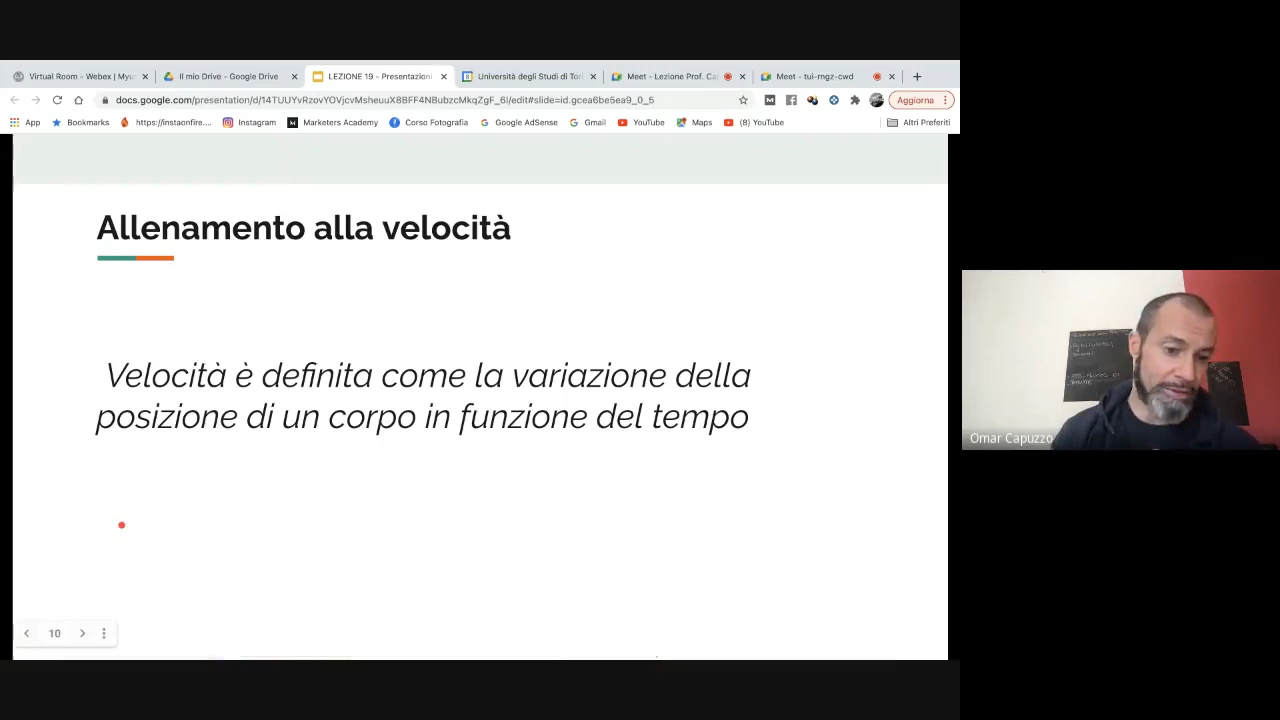 Virtual Room - Webex | Myu
Il mio Drive - Google Drive
LEZIONE 19 - Presentazioni
Università degli Studi di Tori
Meet - Lezione Prof. Ca
Meet - tui-rngz-cwd
docs.google.com/presentation/d/14TUUYvRzovYOVjcvMsheuuX8BFF4NBubzcMkqZgF_6I/edit#slide=id.gcea6be5ea9_0_5
Aggiorna
App
Bookmarks
https://instaonfire....
Instagram
Marketers Academy
Corso Fotografia
Google AdSense
Gmail
YouTube
Maps
(8) YouTube
Altri Preferiti
Allenamento alla velocità
Velocità è definita come la variazione della
posizione di un corpo in funzione del tempo
10
Omar Capuzzo